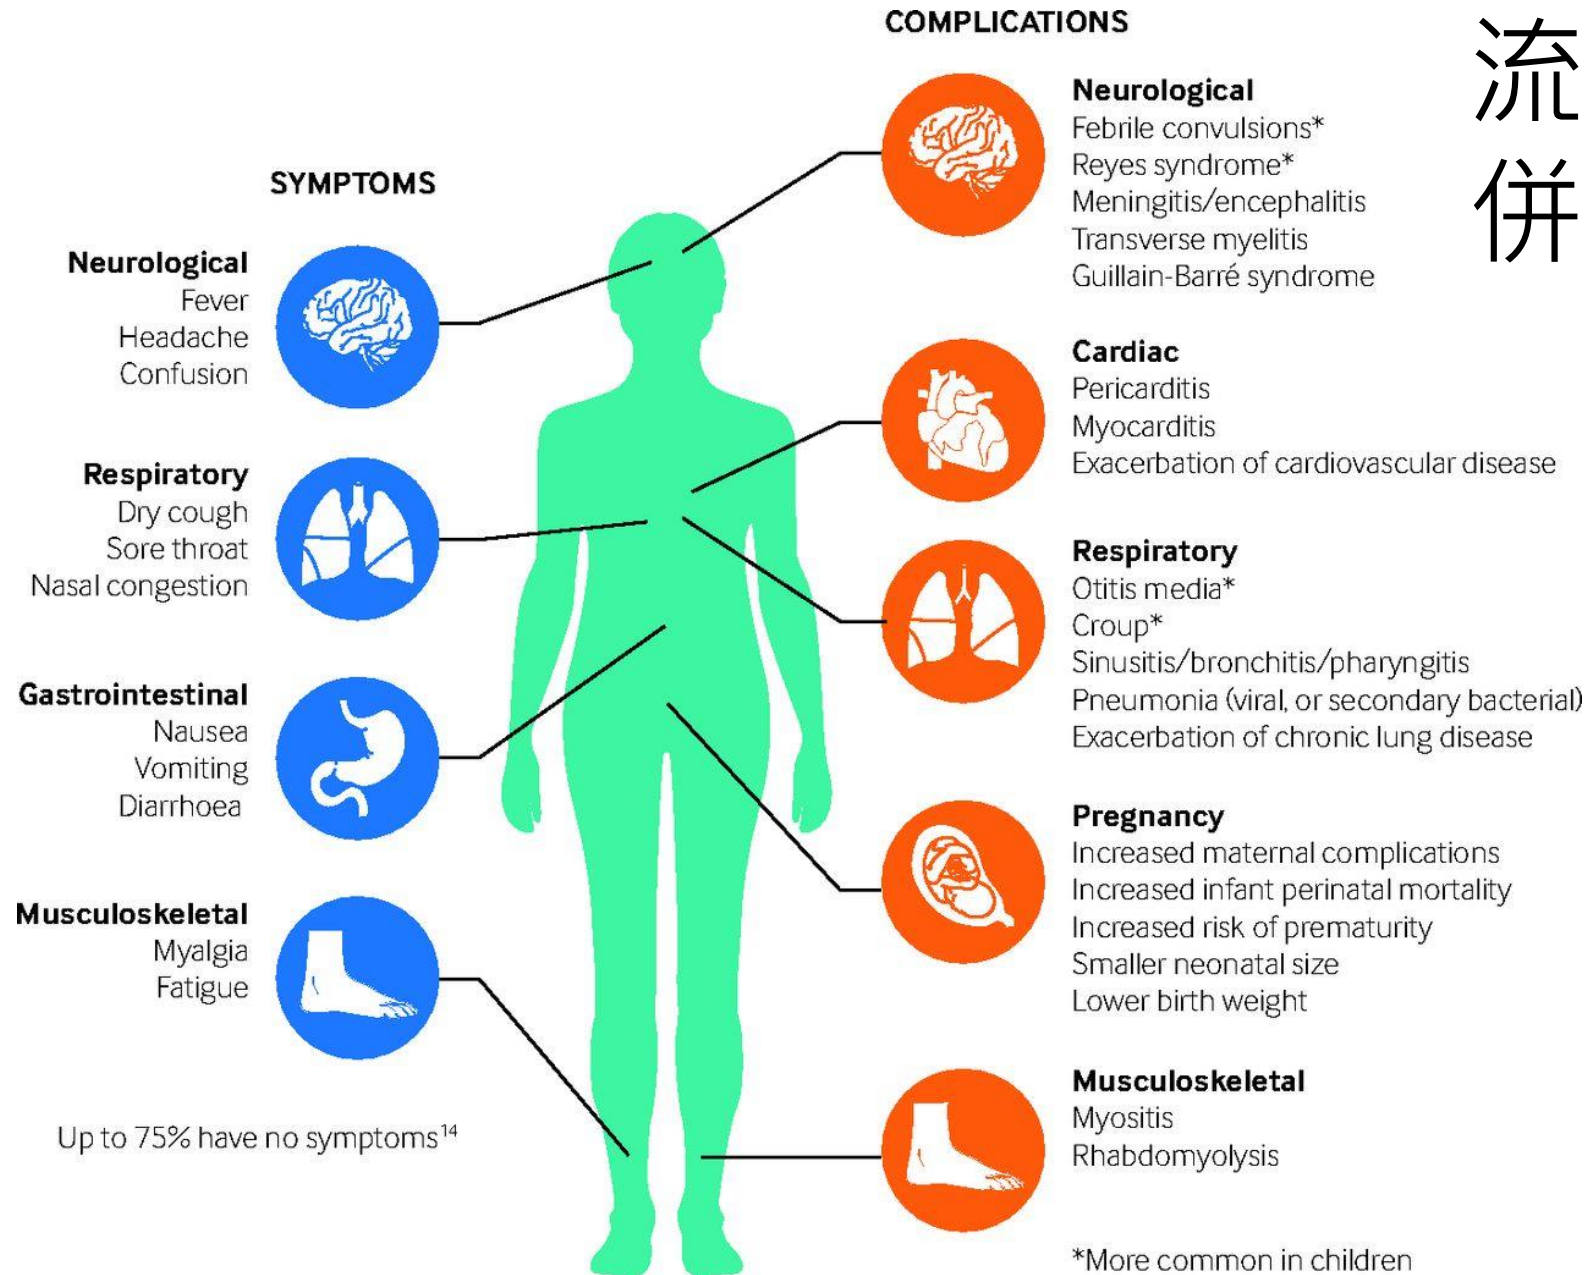 COMPLICATIONS
流
併
Neurological
Febrile convulsions*
Reyes syndrome*
Meningitis/encephalitis
Transverse myelitis
Guillain-Barré syndrome
Cardiac
Pericarditis
Myocarditis
Exacerbation of cardiovascular disease
Respiratory
Otitis media*
Croup*
Sinusitis/bronchitis/pharyngitis
Pneumonia (viral, or secondary bacterial)
Exacerbation of chronic lung disease
Pregnancy
Increased maternal complications
Increased infant perinatal mortality
Increased risk of prematurity
Smaller neonatal size
Lower birth weight
Musculoskeletal
Myositis
Rhabdomyolysis
*More common in children
SYMPTOMS
Neurological
Fever
Headache
Confusion
Respiratory
Dry cough
Sore throat
Nasal congestion
Gastrointestinal
Nausea
Vomiting
Diarrhoea
Musculoskeletal
Myalgia
Fatigue
Up to 75% have no symptoms¹⁴